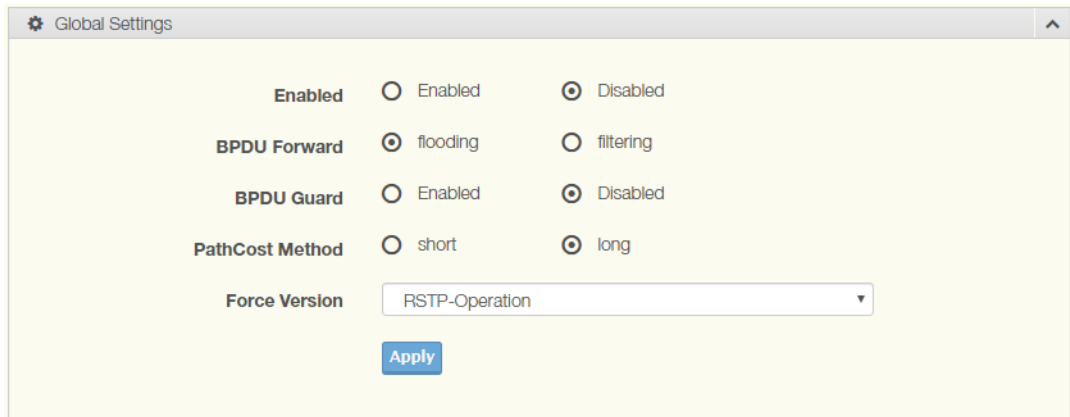 Global Settings
Enabled Enabled Disabled
BPDU Forward flooding filtering
BPDU Guard Enabled Disabled
PathCost Method short long
Force Version RSTP-Operation
Apply